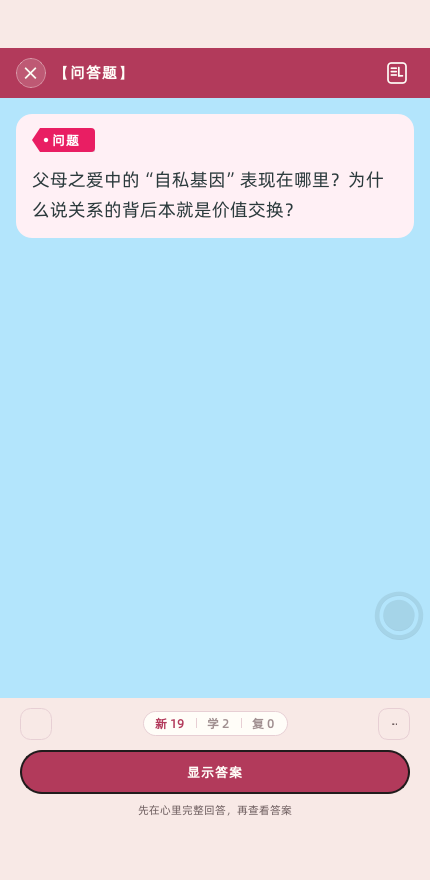 【问答题】
• 问题
父母之爱中的“自私基因”表现在哪里？为什
么说关系的背后本就是价值交换？
新 19 学 2 复 0
显示答案
先在心里完整回答，再查看答案